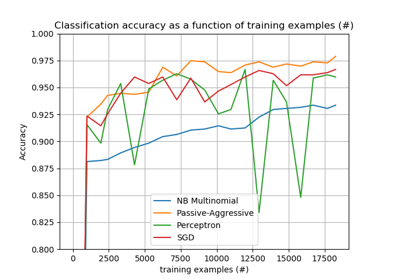 Classification accuracy as a function of training examples (#)
1.000
0.975
0.950
0.925
0.900
0.875
0.850
0.825
0.800
Accuracy
NB Multinomial
Passive-Aggressive
Perceptron
SGD
0 2500 5000 7500 10000 12500 15000 17500
training examples (#)